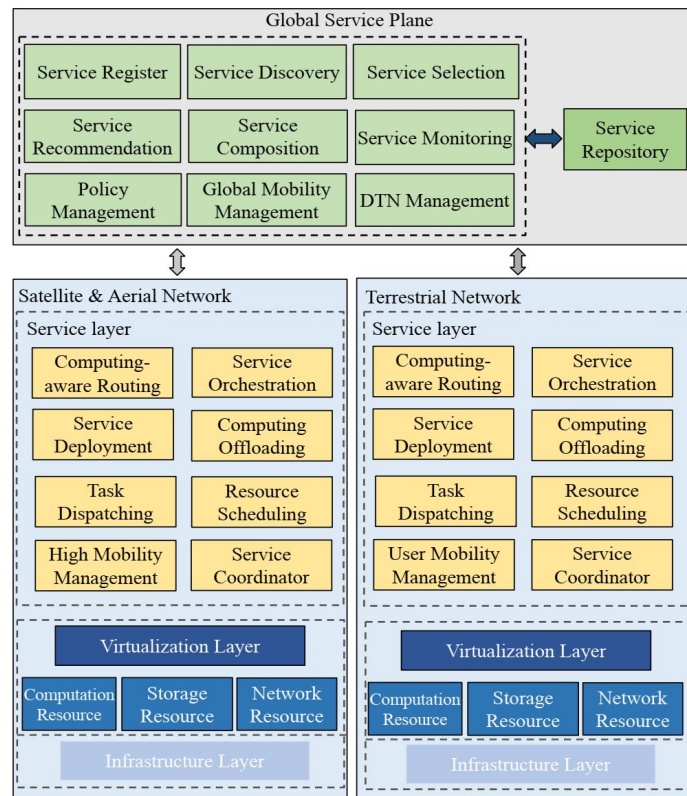 Global Service Plane
Service Register
Service Discovery
Service Selection
Service
Recommendation
Service
Composition
Service Monitoring
Policy
Management
Global Mobility
Management
DTN Management
Service
Repository
Satellite & Aerial Network
Service layer
Computing-
aware Routing
Service
Orchestration
Service
Deployment
Computing
Offloading
Task
Dispatching
Resource
Scheduling
High Mobility
Management
Service
Coordinator
Virtualization Layer
Computation
Resource
Storage
Resource
Network
Resource
Infrastructure Layer
Terrestrial Network
Service layer
Computing-
aware Routing
Service
Orchestration
Service
Deployment
Computing
Offloading
Task
Dispatching
Resource
Scheduling
User Mobility
Management
Service
Coordinator
Virtualization Layer
Computation
Resource
Storage
Resource
Network
Resource
Infrastructure Layer